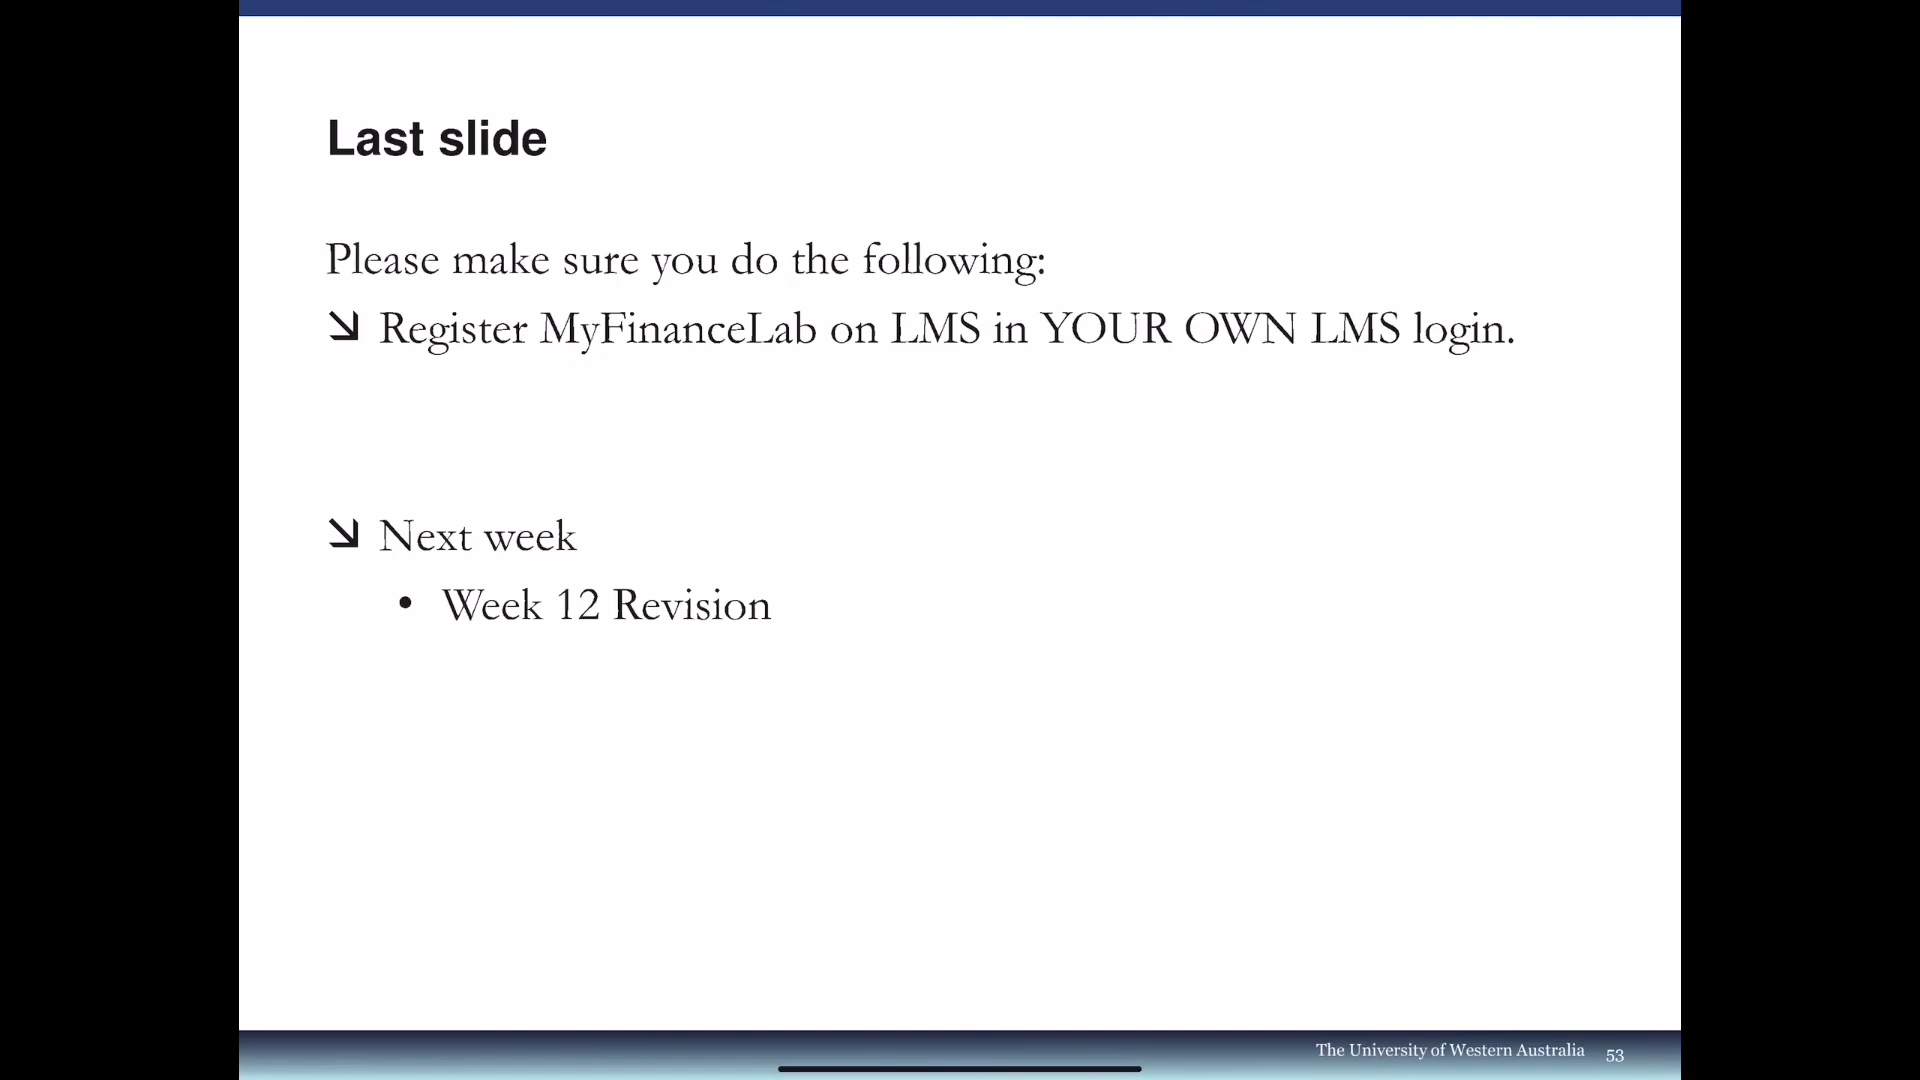 Last slide
Please make sure you do the following:
Register MyFinanceLab on LMS in YOUR OWN LMS login.
Next week
• Week 12 Revision
The University of Western Australia 53